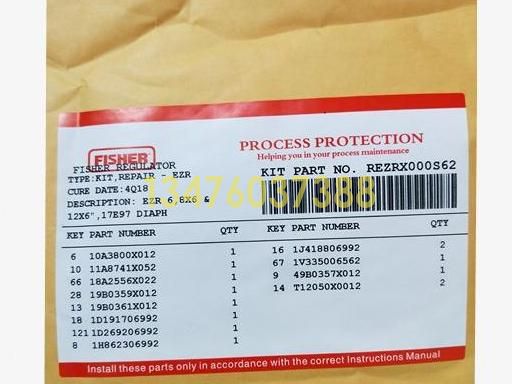 FISHER
FISHER REGULATOR
TYPE:KIT,REPAIR - EZR
CURE DATE:4Q18
DESCRIPTION: EZR 6,8X6 &
12X6",17E97 DIAPH
PROCESS PROTECTION
Helping you in your process maintenance
KIT PART NO. REZRX000S62
13476037388
KEY PART NUMBER QTY
6 10A3800X012 1
10 11A8741X052 1
66 18A2556X022 1
28 19B0359X012 1
13 19B0361X012 1
18 1D191706992 1
121 1D269206992 1
8 1H862306992 1
KEY PART NUMBER QTY
16 1J418806992 2
67 1V335006562 1
9 49B0357X012 1
14 T12050X0012 2
Install these parts only in accordance with the correct Instructions Manual